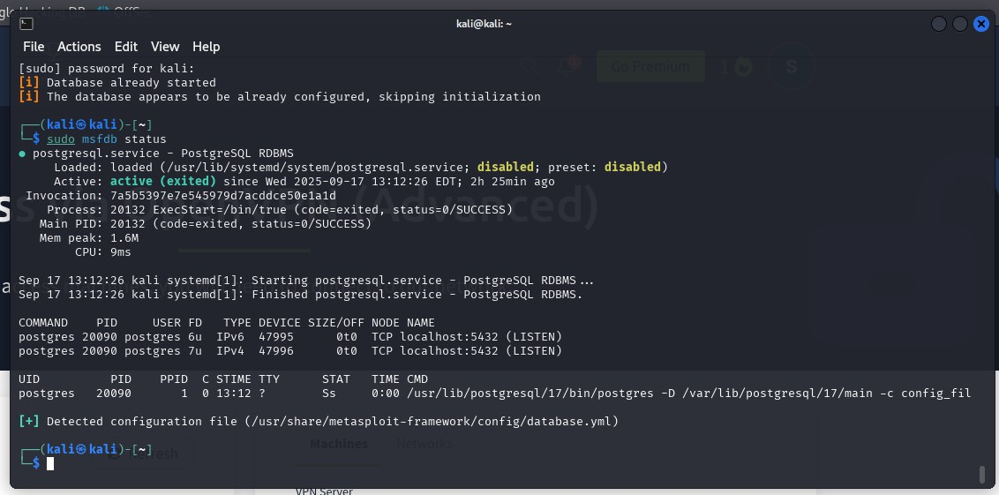 gle Hacking DB OffSec
kali@kali: ~
File Actions Edit View Help
Go Premium 1 S
[sudo] password for kali:
[i] Database already started
[i] The database appears to be already configured, skipping initialization
┌──(kali㉿kali)-[~]
└─$ sudo msfdb status
● postgresql.service - PostgreSQL RDBMS
Loaded: loaded (/usr/lib/systemd/system/postgresql.service; disabled; preset: disabled)
Active: active (exited) since Wed 2025-09-17 13:12:26 EDT; 2h 25min ago
Invocation: 7a5b5397e7e545979d7acddce50e1a1d
Process: 20132 ExecStart=/bin/true (code=exited, status=0/SUCCESS)
(Advanced)
Main PID: 20132 (code=exited, status=0/SUCCESS)
Mem peak: 1.6M
CPU: 9ms
Sep 17 13:12:26 kali systemd[1]: Starting postgresql.service - PostgreSQL RDBMS...
Sep 17 13:12:26 kali systemd[1]: Finished postgresql.service - PostgreSQL RDBMS.
COMMAND PID USER FD TYPE DEVICE SIZE/OFF NODE NAME
postgres 20090 postgres 6u IPv6 47995 0t0 TCP localhost:5432 (LISTEN)
postgres 20090 postgres 7u IPv4 47996 0t0 TCP localhost:5432 (LISTEN)
UID PID PPID C STIME TTY STAT TIME CMD
postgres 20090 1 0 13:12 ? Ss 0:00 /usr/lib/postgresql/17/bin/postgres -D /var/lib/postgresql/17/main -c config_fil
[+] Detected configuration file (/usr/share/metasploit-framework/config/database.yml)
Machines Networks
┌──(kali㉿kali)-[~]
Refresh
└─$
VPN Server